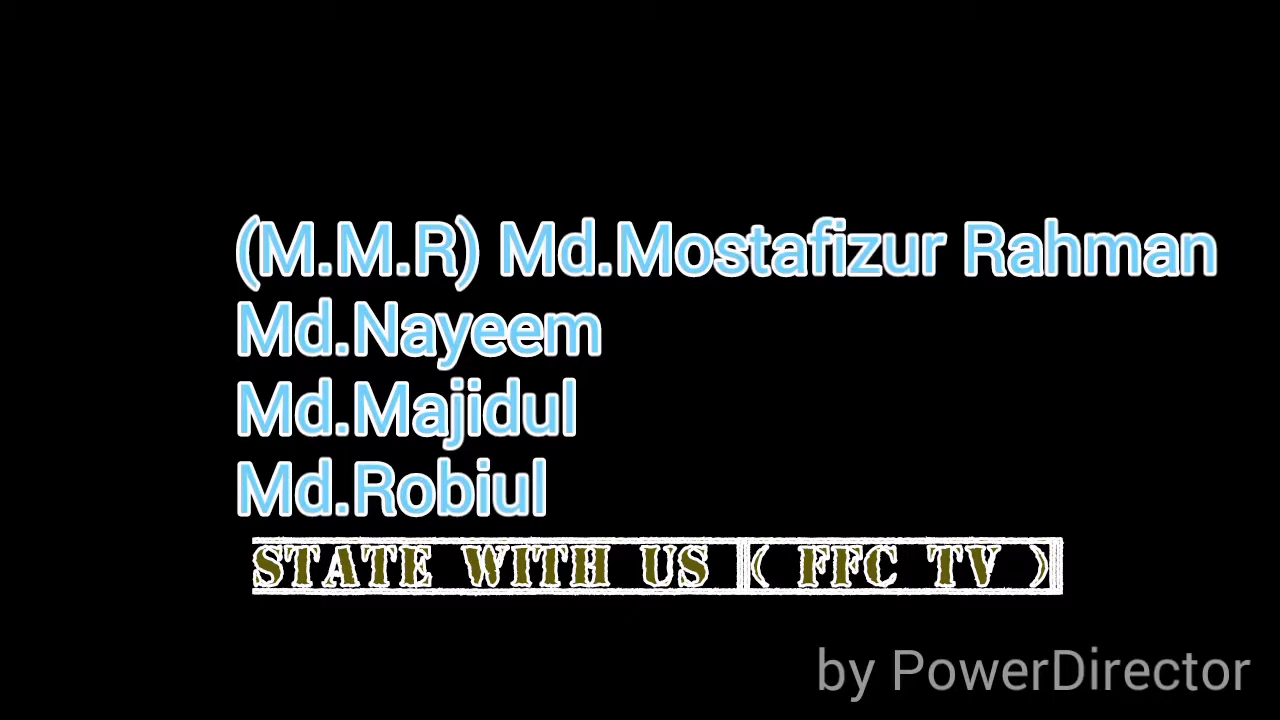 (M.M.R) Md.Mostafizur Rahman
Md.Nayeem
Md.Majidul
Md.Robiul
STATE WITH US ( FFC TV )
by PowerDirector